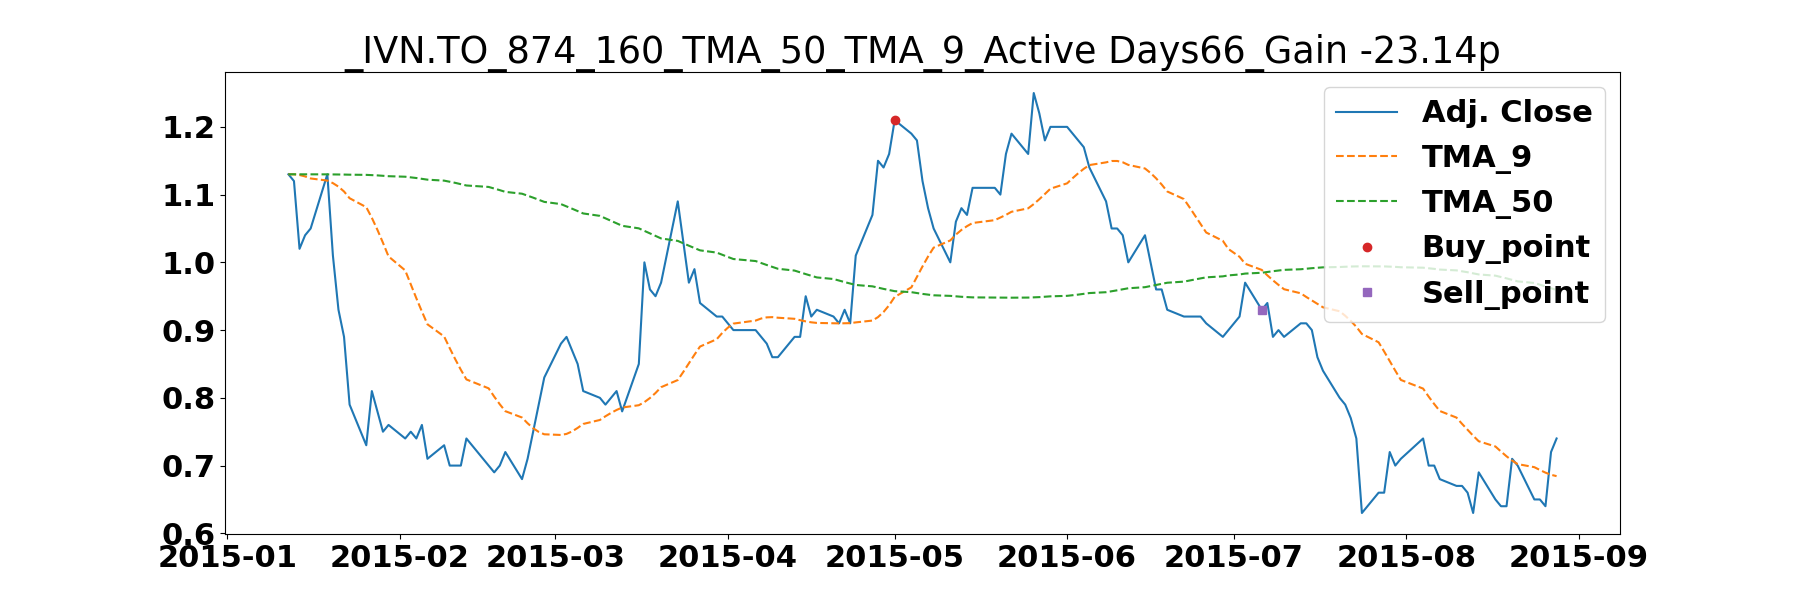 _IVN.TO_874_160_TMA_50_TMA_9_Active Days66_Gain -23.14p
Adj. Close
TMA_9
TMA_50
Buy_point
Sell_point
1.2
1.1
1.0
0.9
0.8
0.7
0.6
2015-01 2015-02 2015-03 2015-04 2015-05 2015-06 2015-07 2015-08 2015-09